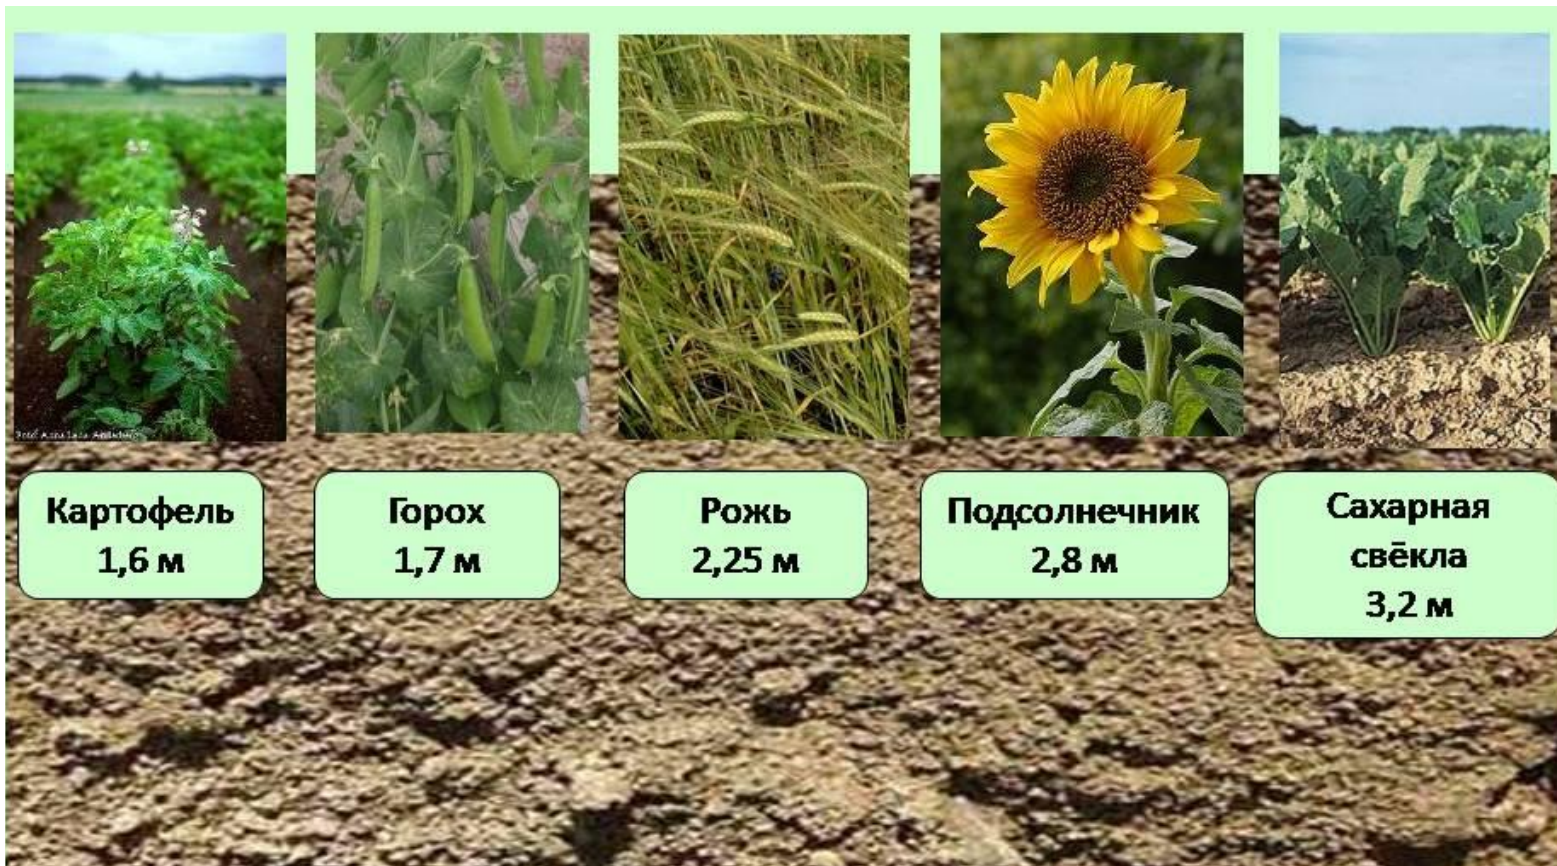 Картофель
1,6 м
Горох
1,7 м
Рожь
2,25 м
Подсолнечник
2,8 м
Сахарная
свёкла
3,2 м